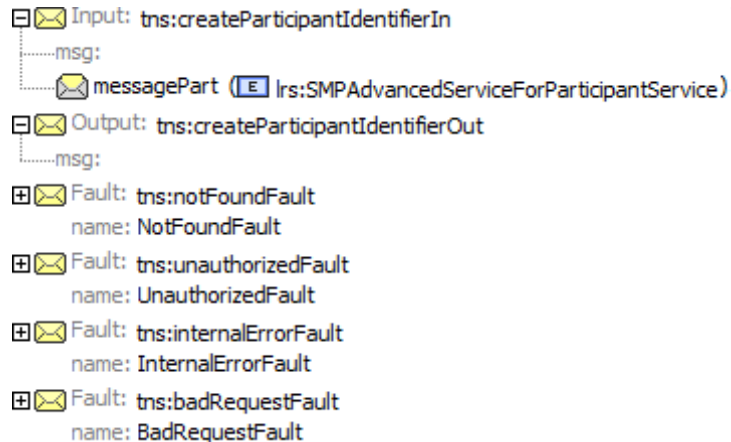 Input: tns:createParticipantIdentifierIn
msg:
messagePart (E lrs:SMPAdvancedServiceForParticipantService)
Output: tns:createParticipantIdentifierOut
msg:
Fault: tns:notFoundFault
name: NotFoundFault
Fault: tns:unauthorizedFault
name: UnauthorizedFault
Fault: tns:internalErrorFault
name: InternalErrorFault
Fault: tns:badRequestFault
name: BadRequestFault